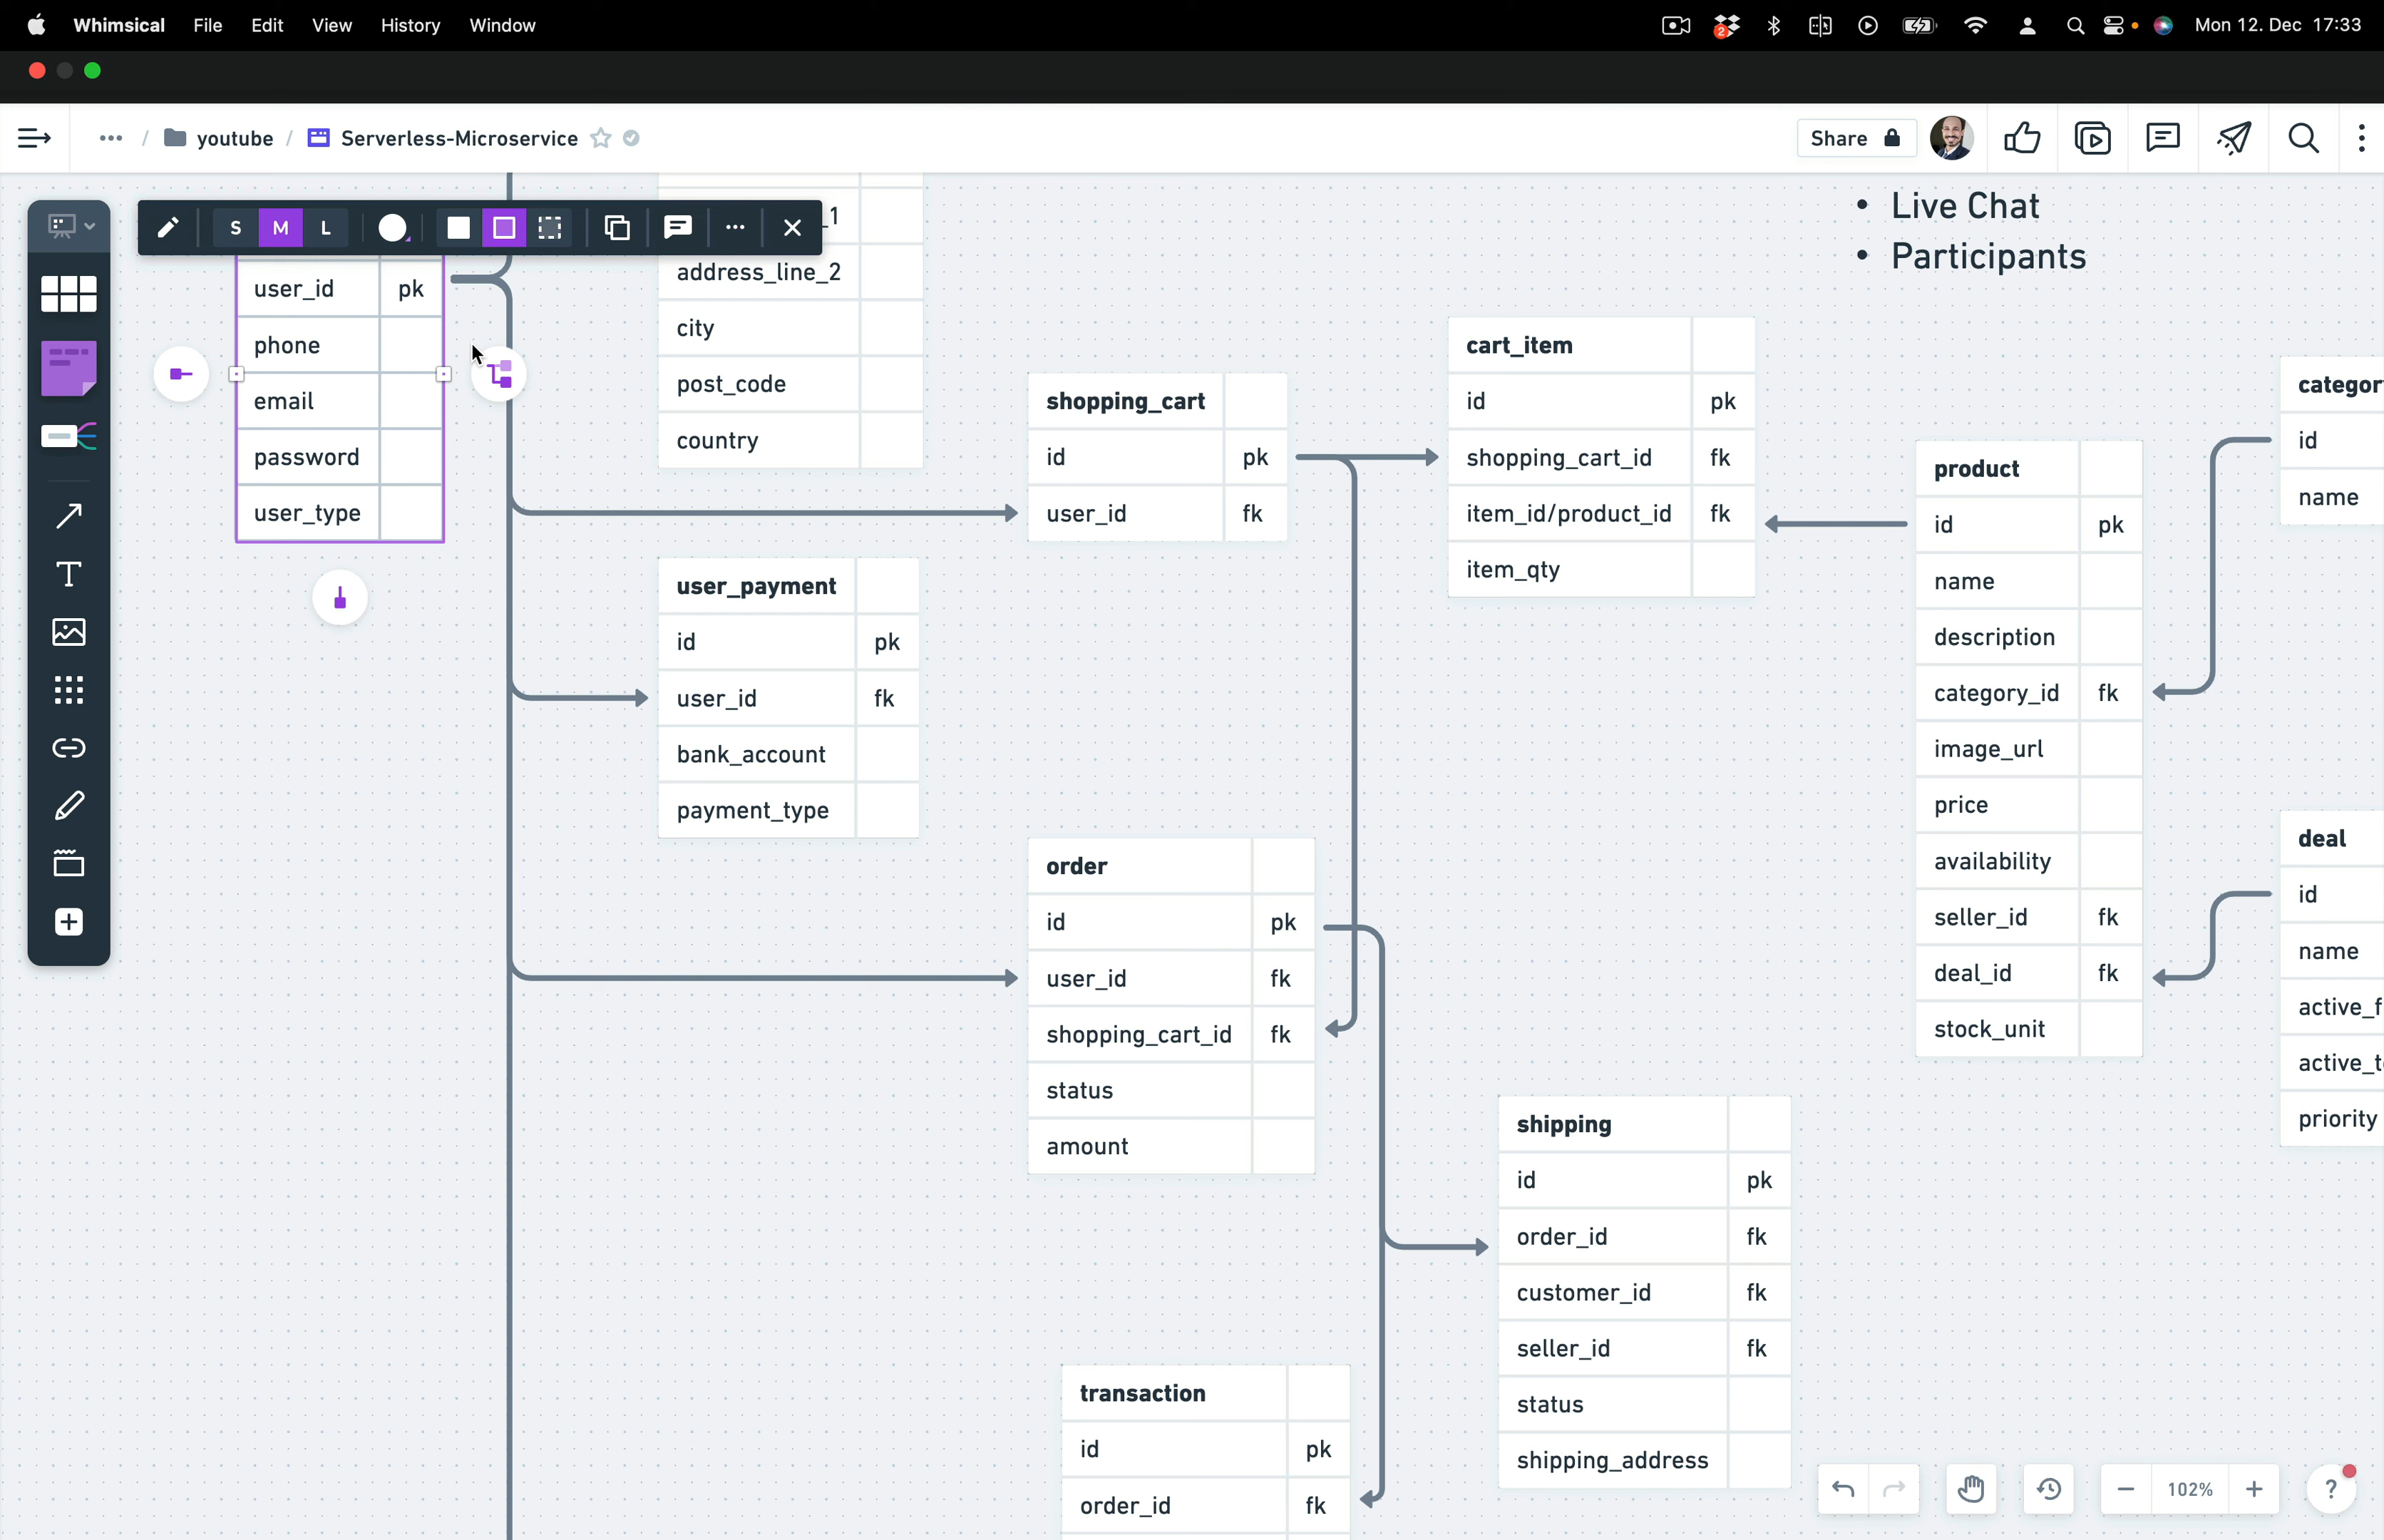 Whimsical File Edit View History Window
2
Mon 12. Dec 17:33
... / youtube / Serverless-Microservice
Share
S M L
user_id pk
phone
email
password
user_type
_1
address_line_2
city
post_code
country
Live Chat
Participants
shopping_cart
id pk
user_id fk
cart_item
id pk
shopping_cart_id fk
item_id/product_id fk
item_qty
user_payment
id pk
user_id fk
bank_account
payment_type
product
id pk
name
description
category_id fk
image_url
price
availability
seller_id fk
deal_id fk
stock_unit
categor
id
name
order
id pk
user_id fk
shopping_cart_id fk
status
amount
deal
id
name
active_f
active_t
priority
shipping
id pk
order_id fk
customer_id fk
seller_id fk
status
shipping_address
transaction
id pk
order_id fk
102%
?